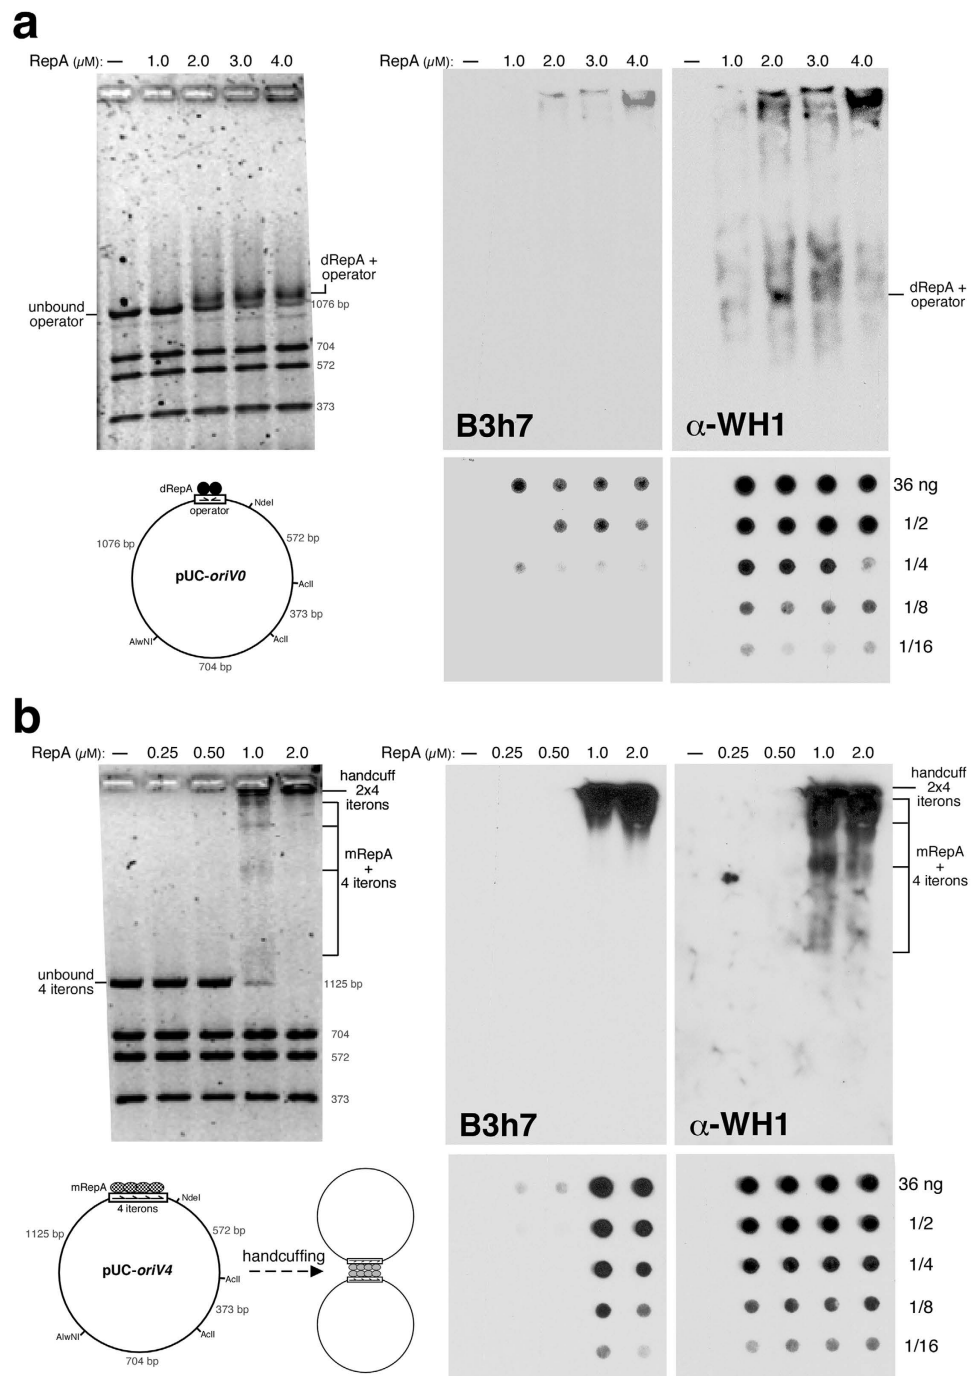 a
RepA (μM): — 1.0 2.0 3.0 4.0
RepA (μM): — 1.0 2.0 3.0 4.0
— 1.0 2.0 3.0 4.0
dRepA +
operator
unbound
operator
1076 bp
704
572
373
dRepA +
operator
B3h7
α-WH1
dRepA
operator
NdeI
1076 bp
572 bp
pUC-oriV0
AclI
373 bp
AlwNI
AclI
704 bp
36 ng
1/2
1/4
1/8
1/16
b
RepA (μM): — 0.25 0.50 1.0 2.0
RepA (μM): — 0.25 0.50 1.0 2.0
— 0.25 0.50 1.0 2.0
handcuff
2x4
iterons
mRepA
+
4 iterons
unbound
4 iterons
1125 bp
704
572
373
handcuff
2x4
iterons
mRepA
+
4 iterons
B3h7
α-WH1
mRepA
4 iterons
NdeI
1125 bp
572 bp
pUC-oriV4
AclI
373 bp
AlwNI
AclI
704 bp
handcuffing
36 ng
1/2
1/4
1/8
1/16